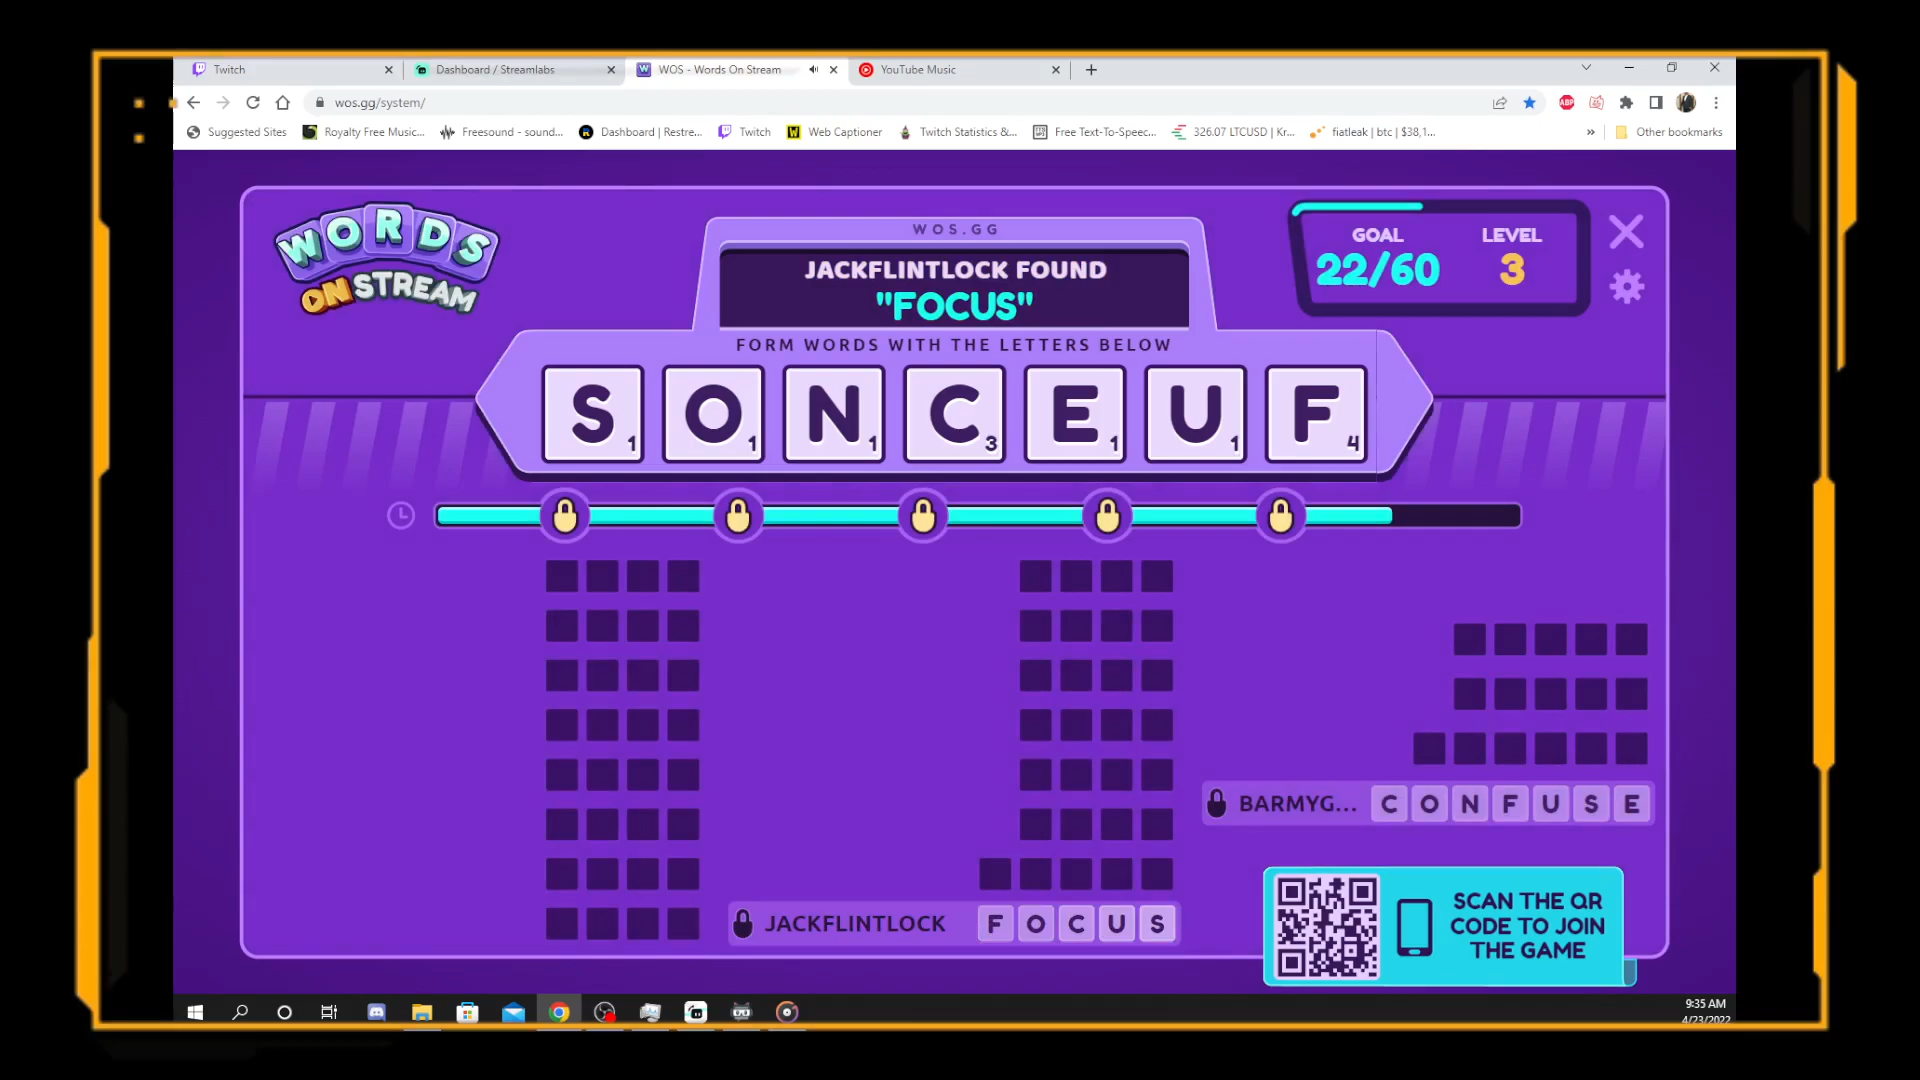 Twitch
Dashboard / Streamlabs
WOS - Words On Stream
YouTube Music
wos.gg/system/
Suggested Sites
Royalty Free Music...
Freesound - sound...
Dashboard | Restre...
Twitch
Web Captioner
Twitch Statistics &...
Free Text-To-Speec...
326.07 LTCUSD | Kr...
fiatleak | btc | $38,1...
»
Other bookmarks
WORDS
ON STREAM
WOS.GG
JACKFLINTLOCK FOUND
"FOCUS"
GOAL
22/60
LEVEL
3
FORM WORDS WITH THE LETTERS BELOW
S1 O1 N1 C3 E1 U1 F4
BARMYG... CONFUSE
JACKFLINTLOCK FOCUS
SCAN THE QR
CODE TO JOIN
THE GAME
9:35 AM
4/23/2022